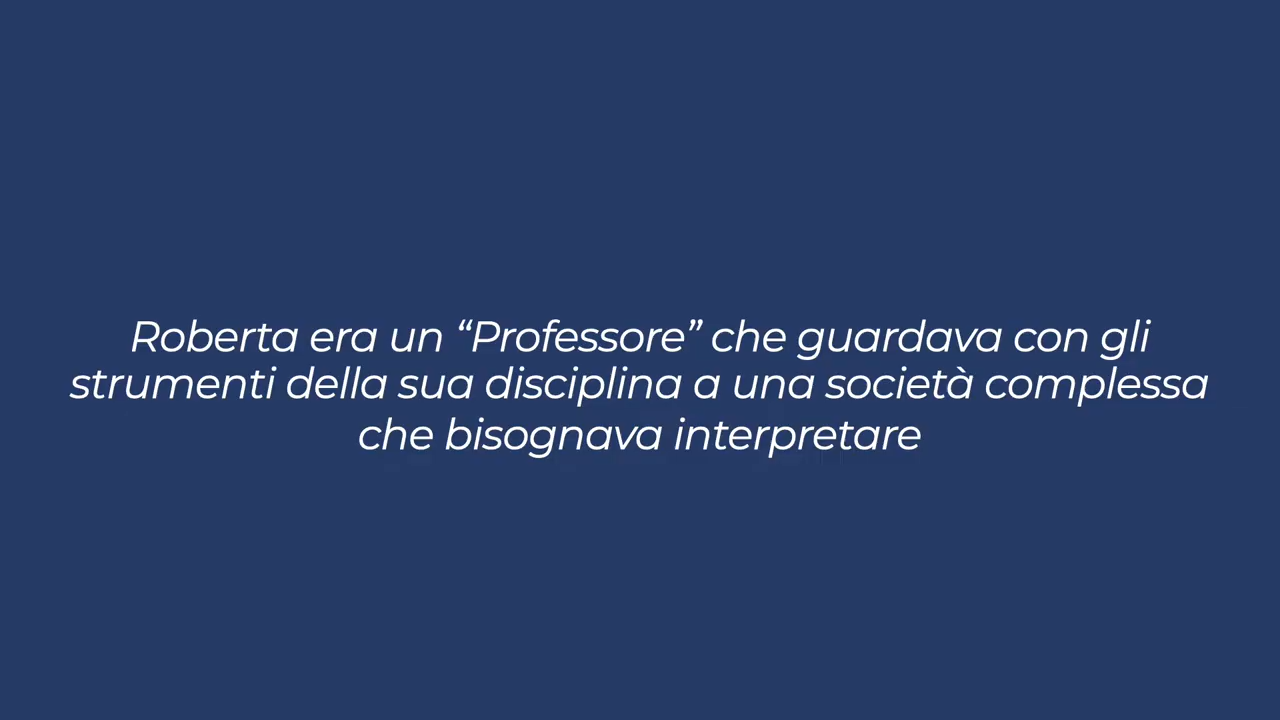 Roberta era un “Professore” che guardava con gli
strumenti della sua disciplina a una società complessa
che bisognava interpretare